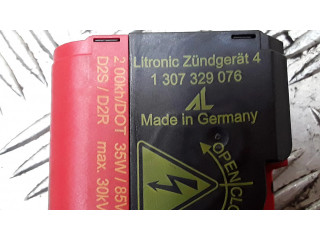 Litronic Zündgerät 4
1 307 329 076
AL
Made in Germany
OPEN
CLO
2 00kh/DOT 35W / 85V
D2S / D2R max. 30kV